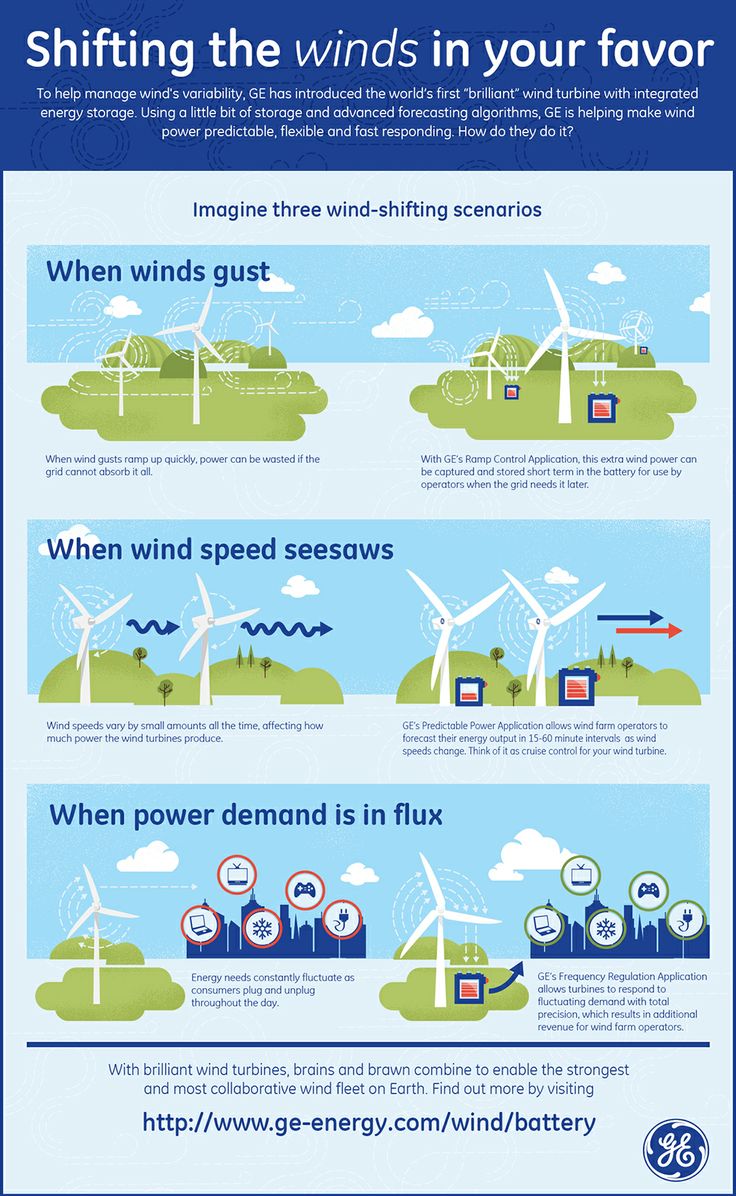 Shifting the winds in your favor
To help manage wind's variability, GE has introduced the world's first "brilliant" wind turbine with integrated
energy storage. Using a little bit of storage and advanced forecasting algorithms, GE is helping make wind
power predictable, flexible and fast responding. How do they do it?
Imagine three wind-shifting scenarios
When winds gust
When wind gusts ramp up quickly, power can be wasted if the
grid cannot absorb it all.
With GE's Ramp Control Application, this extra wind power can
be captured and stored short term in the battery for use by
operators when the grid needs it later.
When wind speed seesaws
Wind speeds vary by small amounts all the time, affecting how
much power the wind turbines produce.
GE's Predictable Power Application allows wind farm operators to
forecast their energy output in 15-60 minute intervals as wind
speeds change. Think of it as cruise control for your wind turbine.
When power demand is in flux
Energy needs constantly fluctuate as
consumers plug and unplug
throughout the day.
GE's Frequency Regulation Application
allows turbines to respond to
fluctuating demand with total
precision, which results in additional
revenue for wind farm operators.
With brilliant wind turbines, brains and brawn combine to enable the strongest
and most collaborative wind fleet on Earth. Find out more by visiting
http://www.ge-energy.com/wind/battery
GE